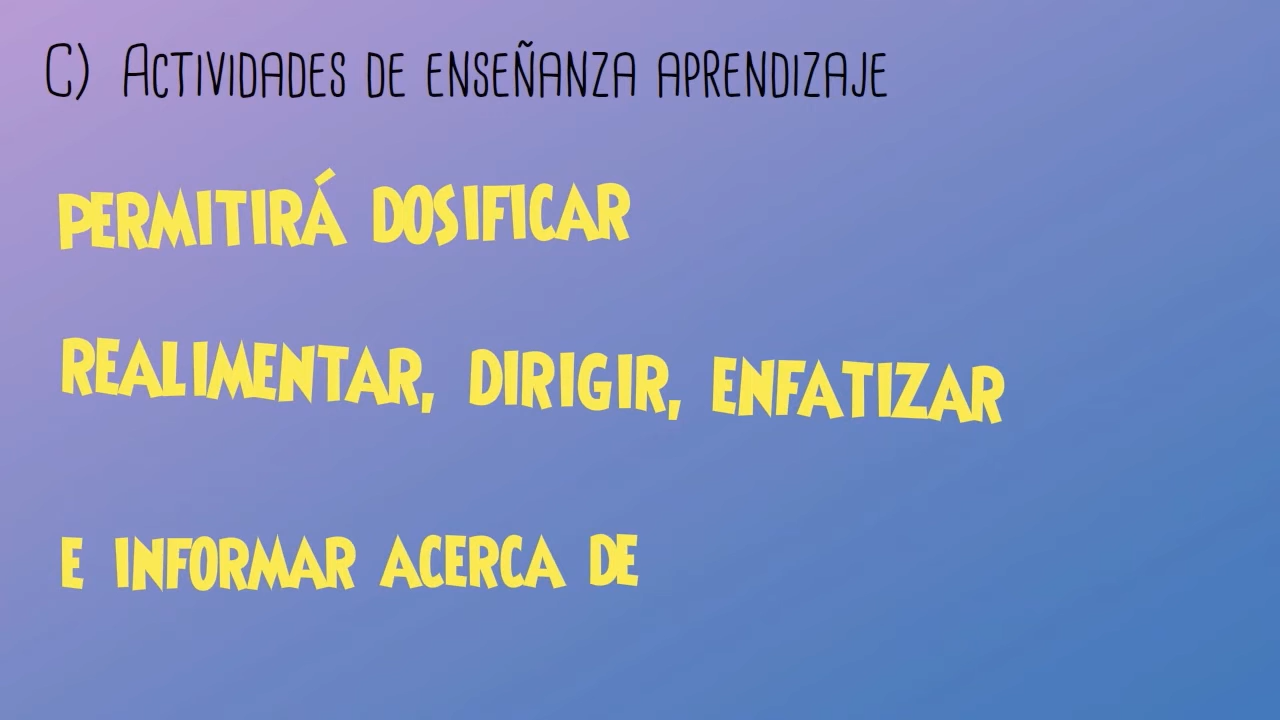 C) Actividades de enseñanza aprendizaje
PERMITIRÁ DOSIFICAR
REALIMENTAR, DIRIGIR, ENFATIZAR
E INFORMAR ACERCA DE